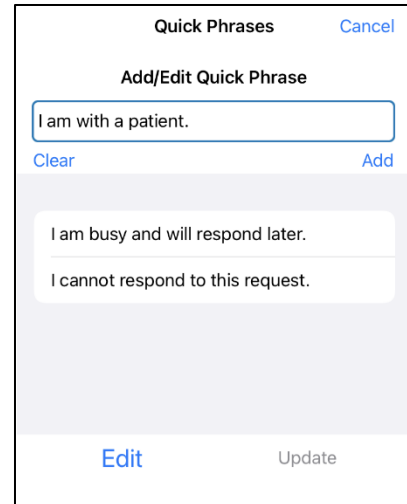 Quick Phrases Cancel
Add/Edit Quick Phrase
I am with a patient.
Clear Add
I am busy and will respond later.
I cannot respond to this request.
Edit Update